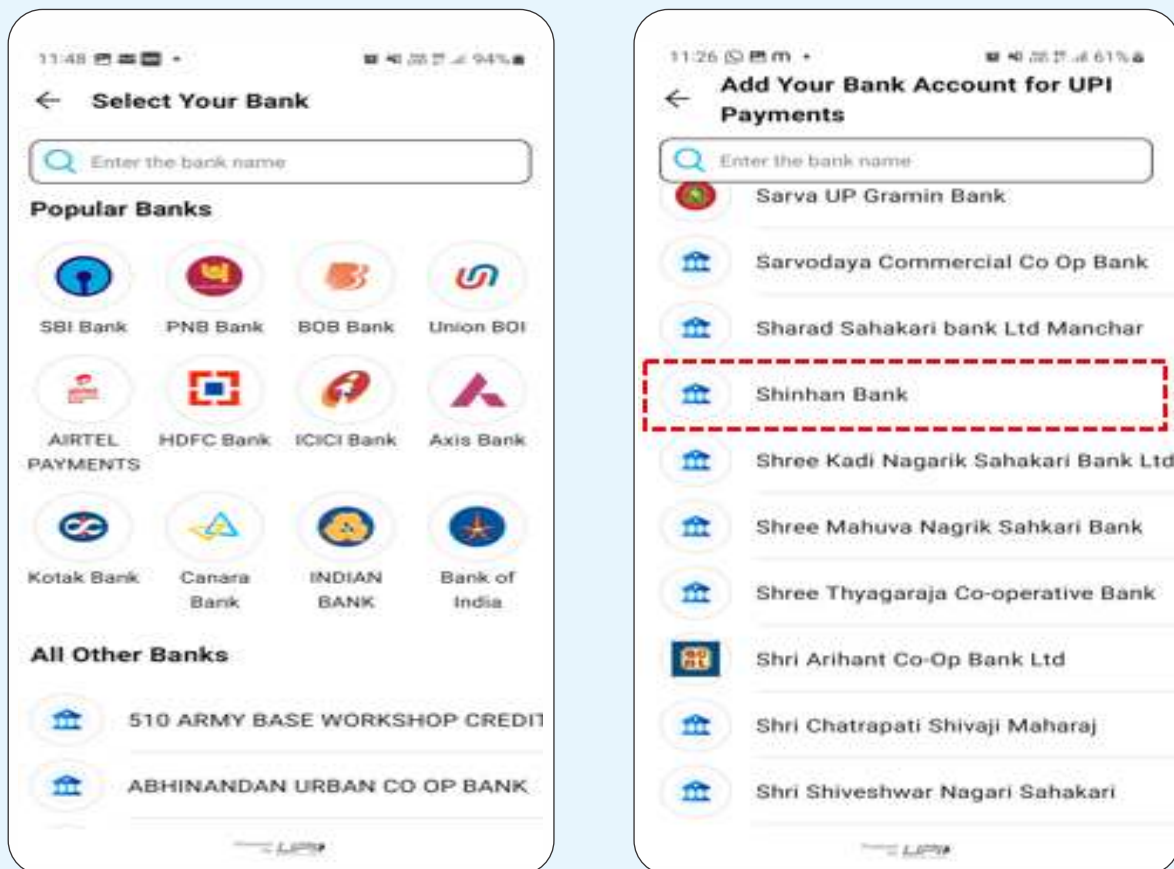 11:48
94%
Select Your Bank
Enter the bank name
Popular Banks
SBI Bank PNB Bank BOB Bank Union BOI
AIRTEL PAYMENTS HDFC Bank ICICI Bank Axis Bank
Kotak Bank Canara Bank INDIAN BANK Bank of India
All Other Banks
510 ARMY BASE WORKSHOP CREDIT
ABHINANDAN URBAN CO OP BANK
UPI
11:26
61%
Add Your Bank Account for UPI
Payments
Enter the bank name
Sarva UP Gramin Bank
Sarvodaya Commercial Co Op Bank
Sharad Sahakari bank Ltd Manchar
Shinhan Bank
Shree Kadi Nagarik Sahakari Bank Ltd
Shree Mahuva Nagrik Sahkari Bank
Shree Thyagaraja Co-operative Bank
Shri Arihant Co-Op Bank Ltd
Shri Chatrapati Shivaji Maharaj
Shri Shiveshwar Nagari Sahakari
UPI